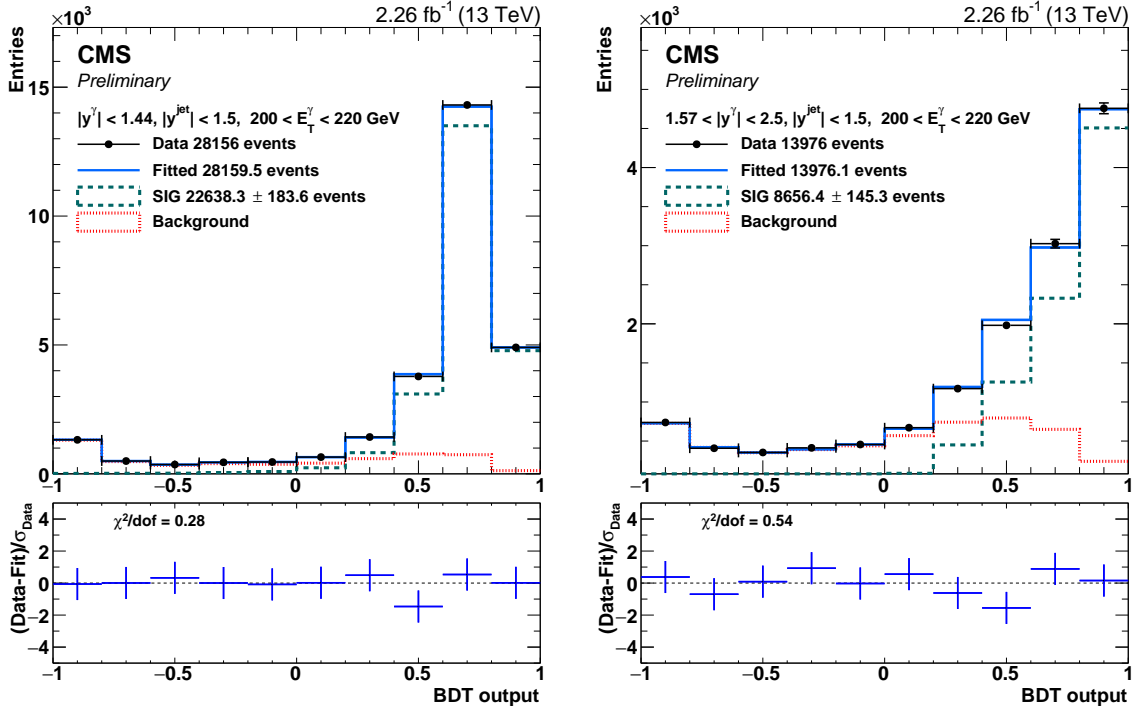 ×10³
2.26 fb⁻¹ (13 TeV)
Entries
CMS
Preliminary
|y^γ| < 1.44, |y^jet| < 1.5, 200 < E_T^γ < 220 GeV
Data 28156 events
Fitted 28159.5 events
SIG 22638.3 ± 183.6 events
Background
15
10
5
0
−1 −0.5 0 0.5 1
χ²/dof = 0.28
(Data-Fit)/σ_Data
4
2
0
−2
−4
−1 −0.5 0 0.5 1
BDT output
×10³
2.26 fb⁻¹ (13 TeV)
Entries
CMS
Preliminary
1.57 < |y^γ| < 2.5, |y^jet| < 1.5, 200 < E_T^γ < 220 GeV
Data 13976 events
Fitted 13976.1 events
SIG 8656.4 ± 145.3 events
Background
4
2
−1 −0.5 0 0.5 1
χ²/dof = 0.54
(Data-Fit)/σ_Data
4
2
0
−2
−4
−1 −0.5 0 0.5 1
BDT output